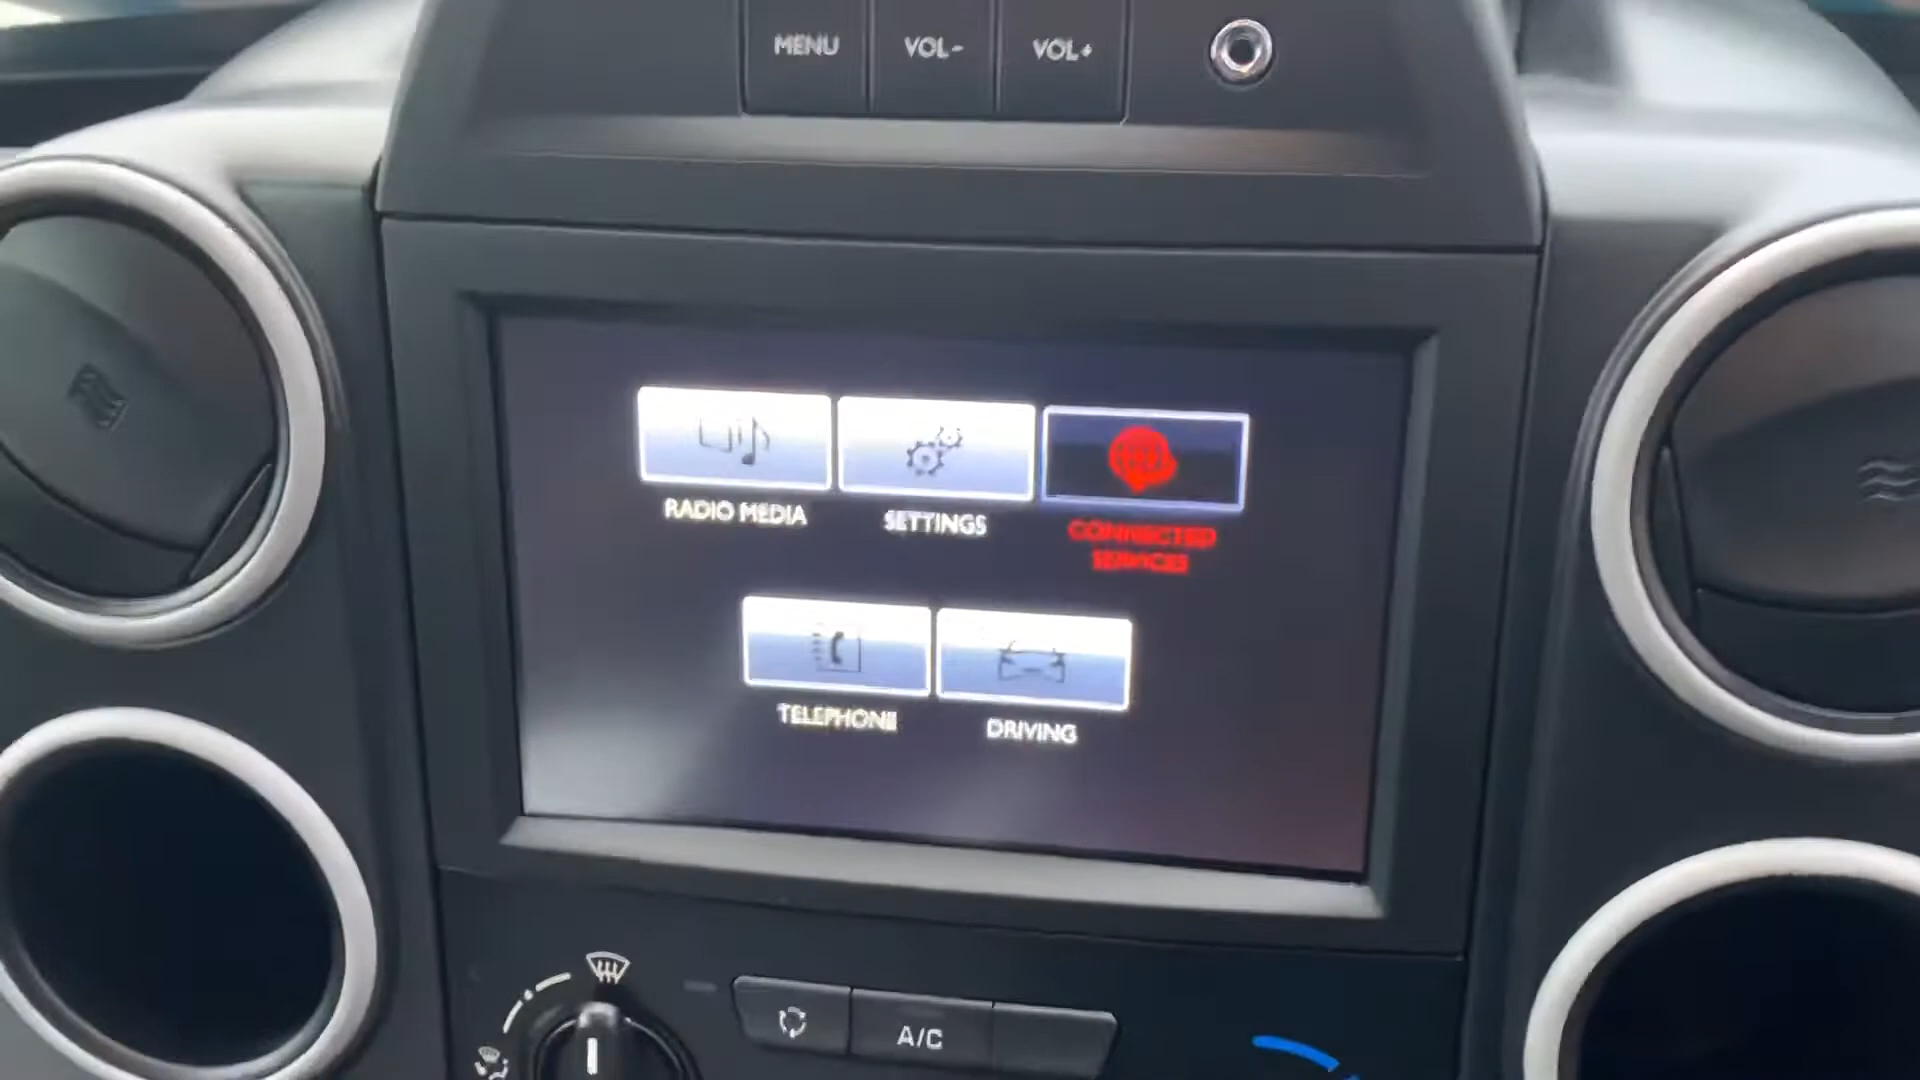 MENU
VOL-
VOL+
RADIO MEDIA
SETTINGS
CONNECTED
SERVICES
TELEPHONE
DRIVING
A/C